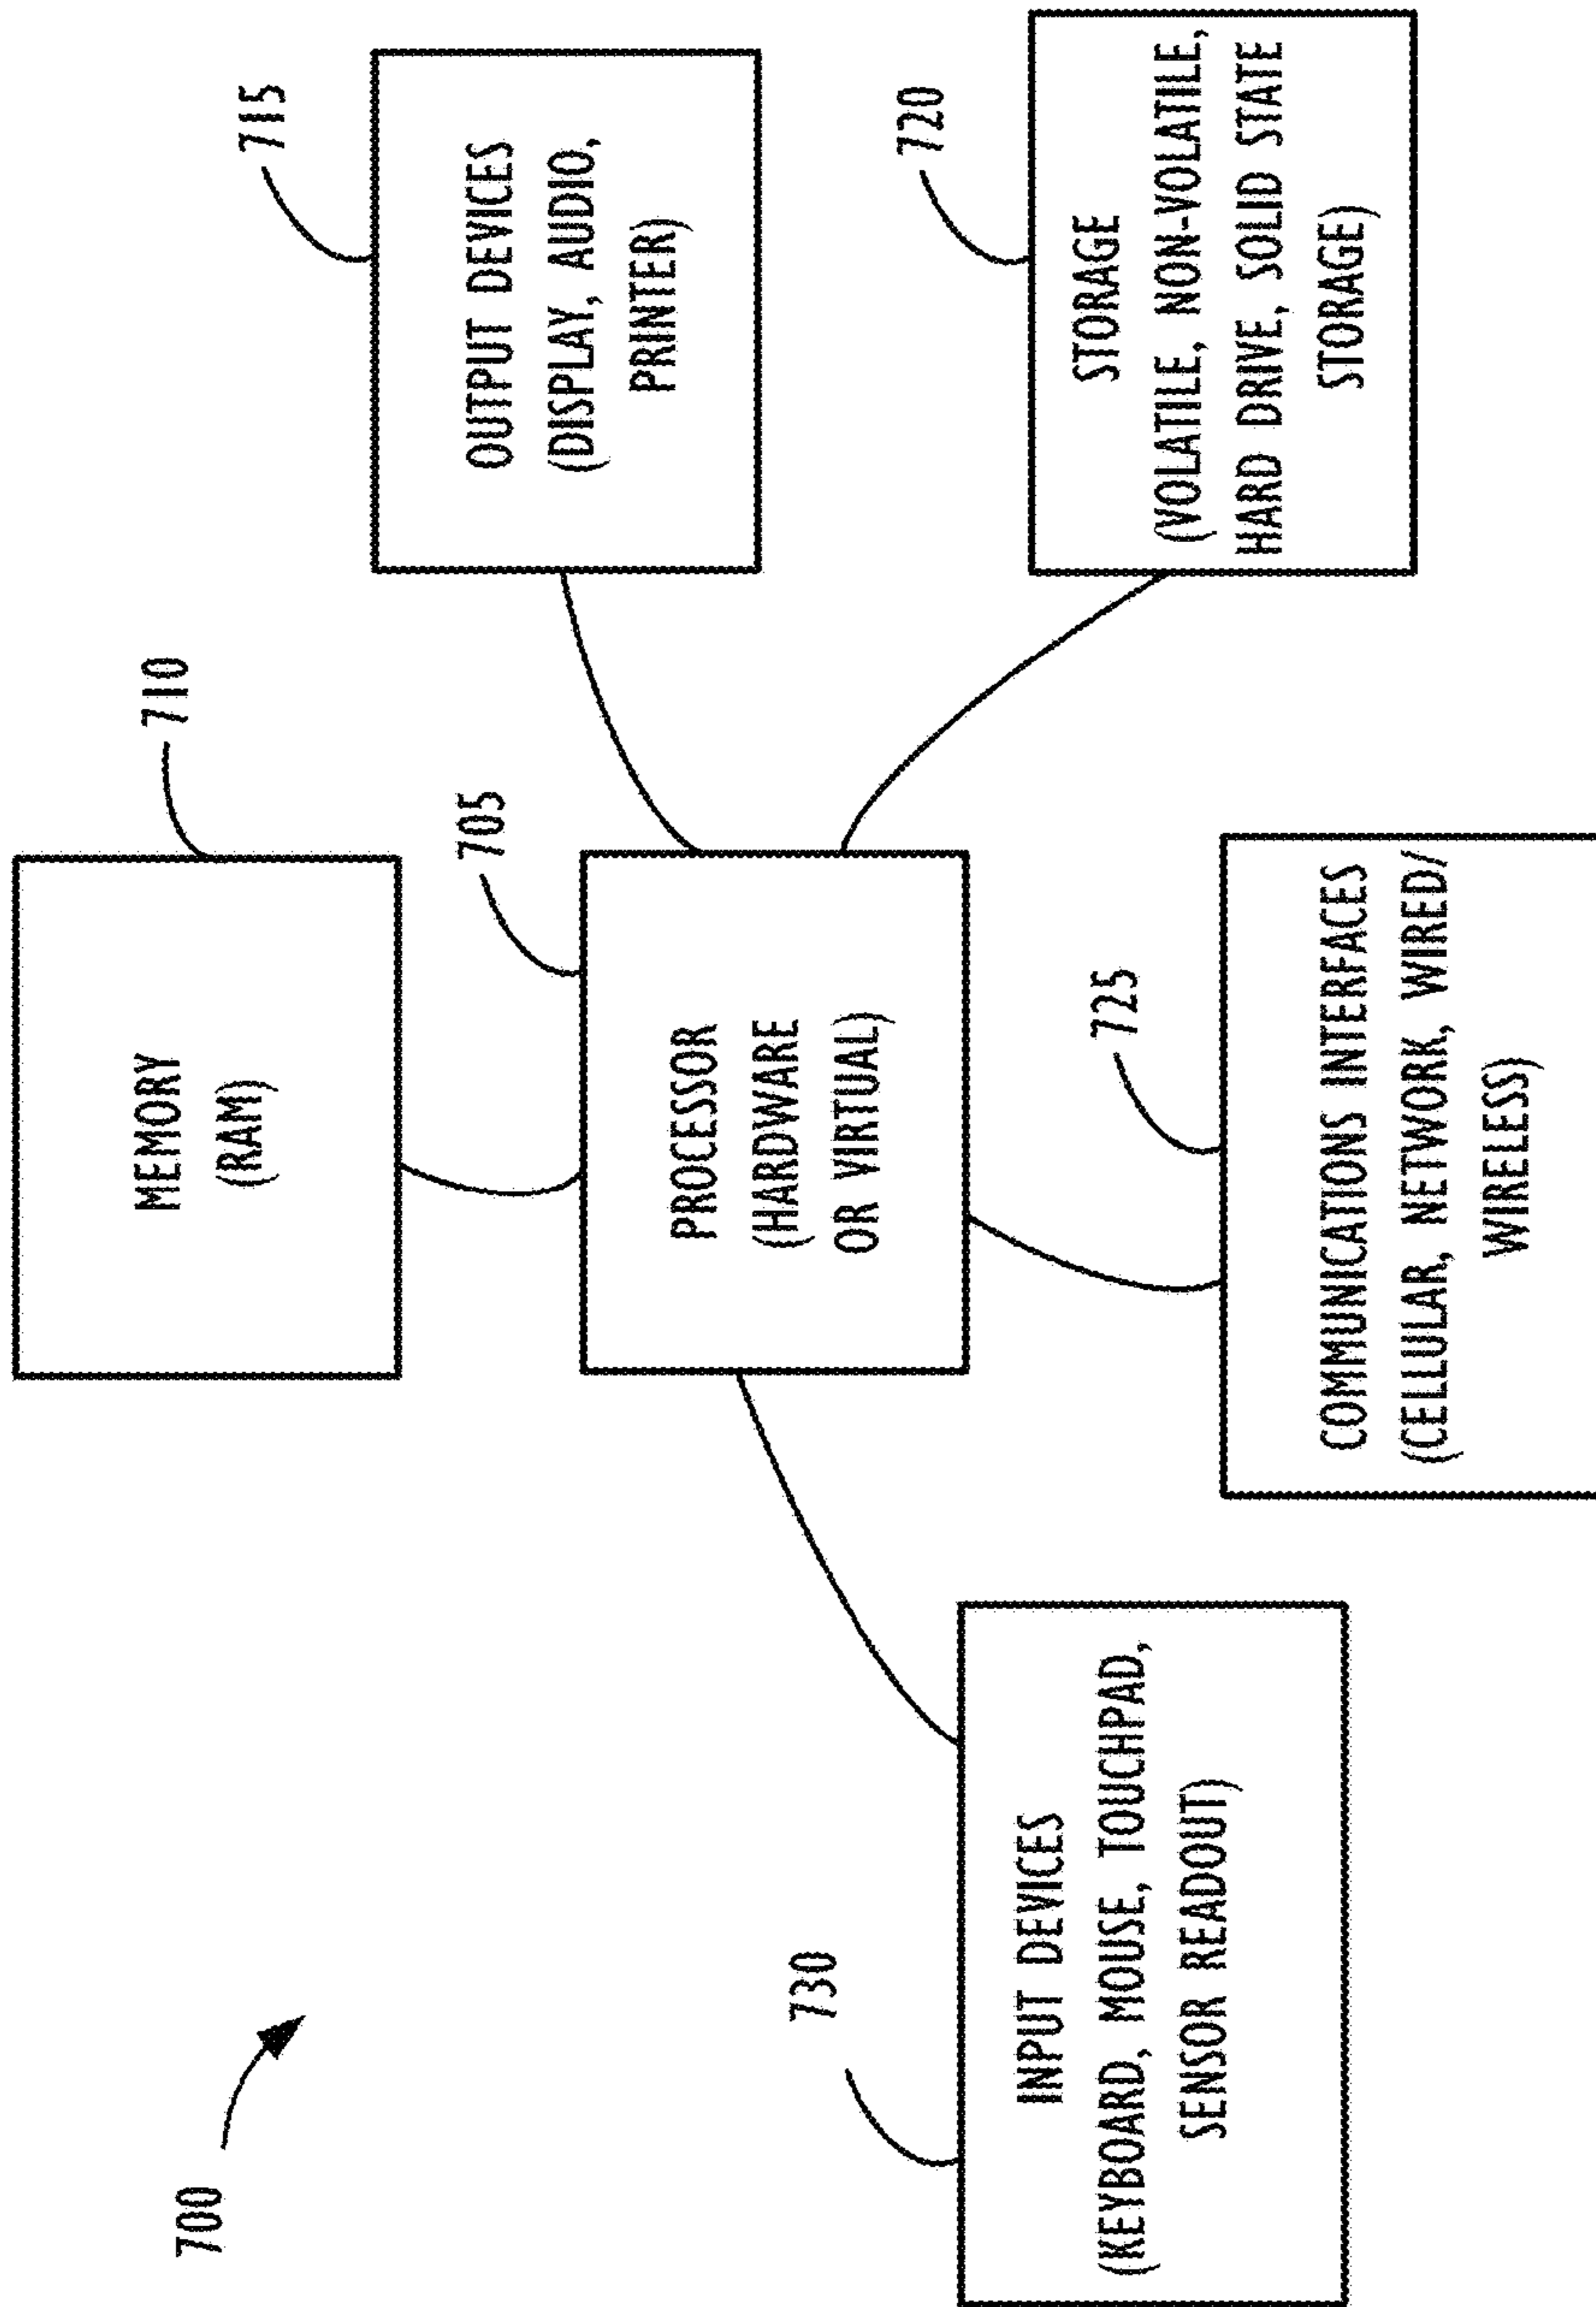 700
710
MEMORY
(RAM)
715
OUTPUT DEVICES
(DISPLAY, AUDIO,
PRINTER)
705
PROCESSOR
(HARDWARE
OR VIRTUAL)
730
INPUT DEVICES
(KEYBOARD, MOUSE, TOUCHPAD,
SENSOR READOUT)
725
COMMUNICATIONS INTERFACES
(CELLULAR, NETWORK, WIRED/
WIRELESS)
720
STORAGE
(VOLATILE, NON-VOLATILE,
HARD DRIVE, SOLID STATE
STORAGE)